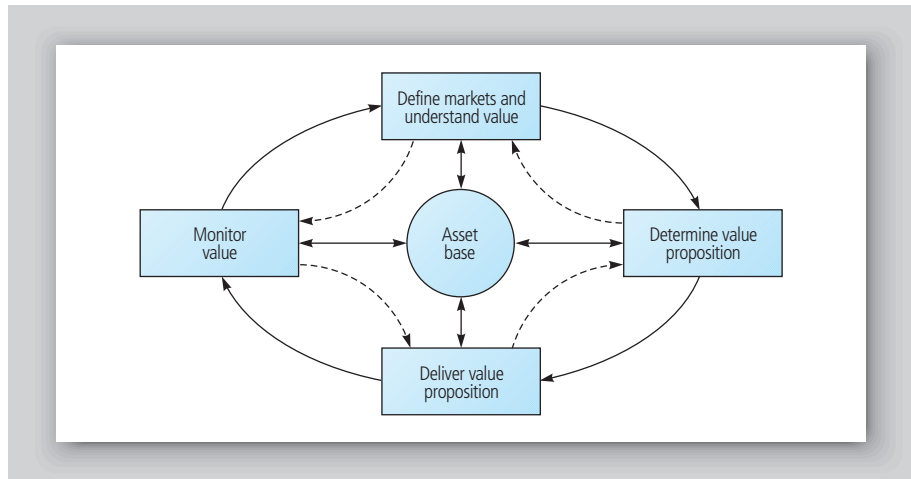 Define markets and
understand value
Monitor
value
Asset
base
Determine value
proposition
Deliver value
proposition